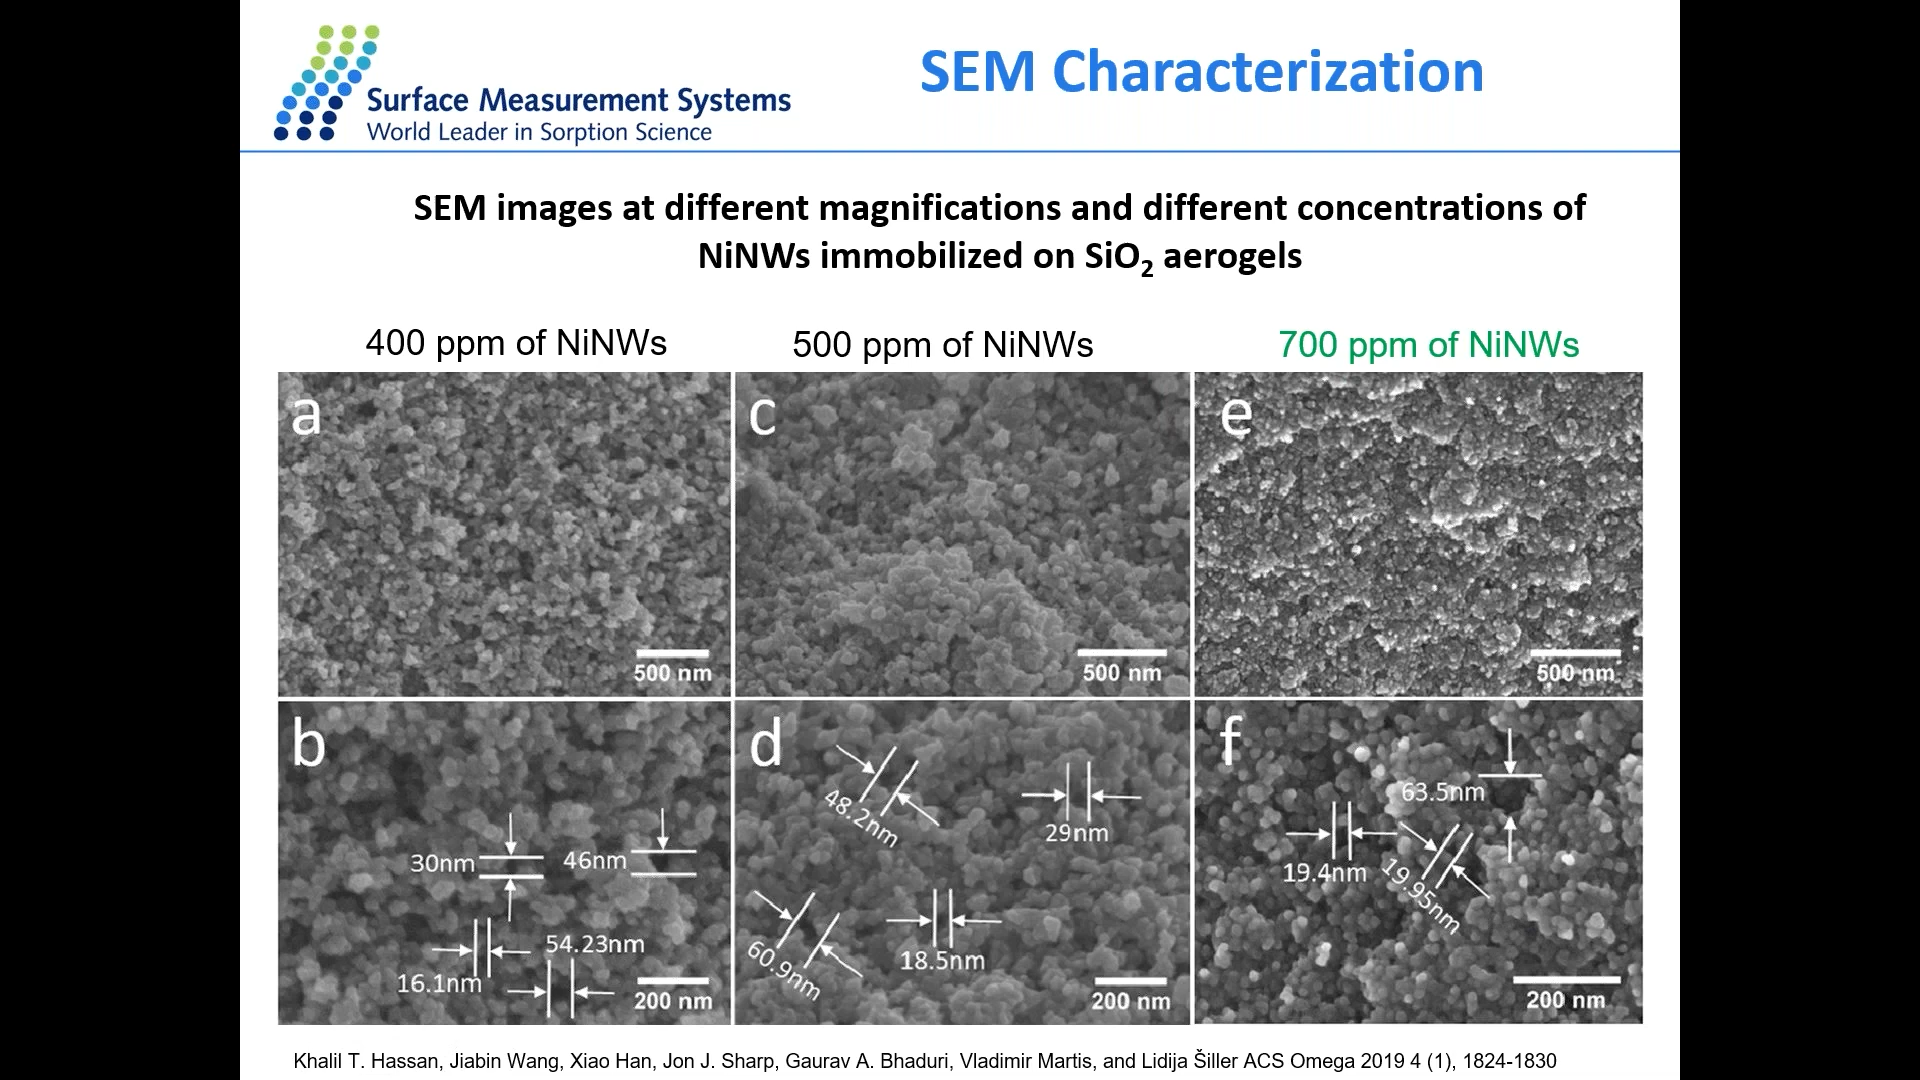 Surface Measurement Systems
World Leader in Sorption Science
SEM Characterization
SEM images at different magnifications and different concentrations of
NiNWs immobilized on SiO₂ aerogels
400 ppm of NiNWs
500 ppm of NiNWs
700 ppm of NiNWs
a
500 nm
c
500 nm
e
500 nm
b
30nm
46nm
16.1nm
54.23nm
200 nm
d
48.2nm
29nm
60.9nm
18.5nm
200 nm
f
63.5nm
19.4nm
19.95nm
200 nm
Khalil T. Hassan, Jiabin Wang, Xiao Han, Jon J. Sharp, Gaurav A. Bhaduri, Vladimir Martis, and Lidija Šiller ACS Omega 2019 4 (1), 1824-1830